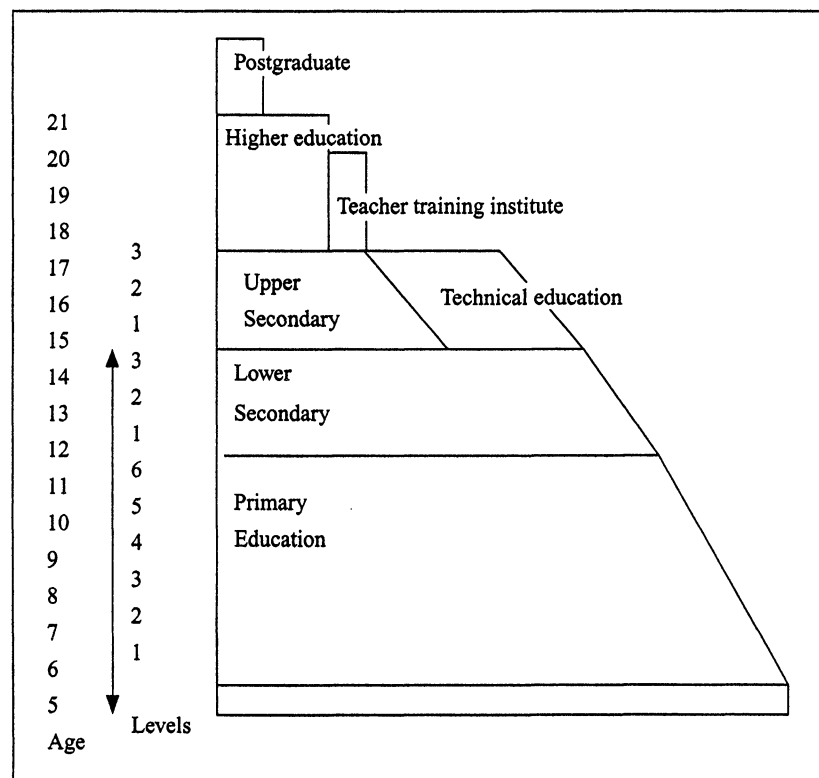 Postgraduate
21
Higher education
20
19
Teacher training institute
18
3
17
Upper
2
Technical education
16
Secondary
1
15
3
Lower
14
2
13
Secondary
1
12
6
11
Primary
5
10
Education
4
9
3
8
2
7
1
6
5
Levels
Age